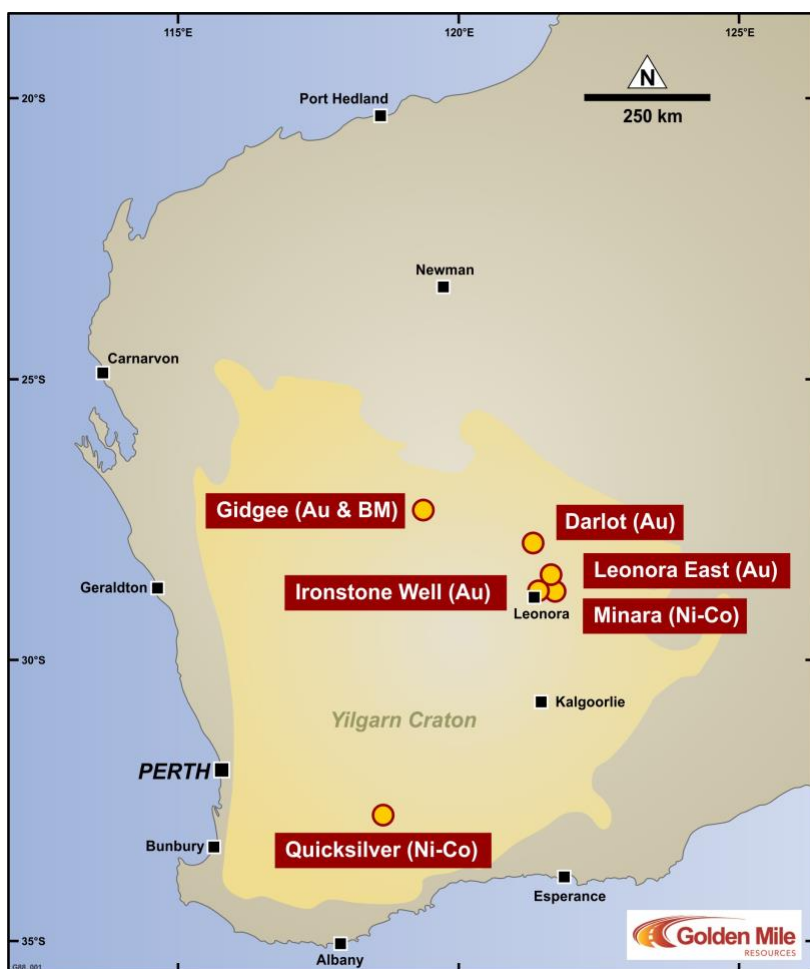 115°E
120°E
125°E
20°S
Port Hedland
N
250 km
Newman
Carnarvon
25°S
Gidgee (Au & BM)
Darlot (Au)
Leonora East (Au)
Geraldton
Ironstone Well (Au)
Leonora
Minara (Ni-Co)
30°S
Kalgoorlie
Yilgarn Craton
PERTH
Bunbury
Quicksilver (Ni-Co)
Esperance
35°S
Albany
Golden Mile
RESOURCES
G88_001